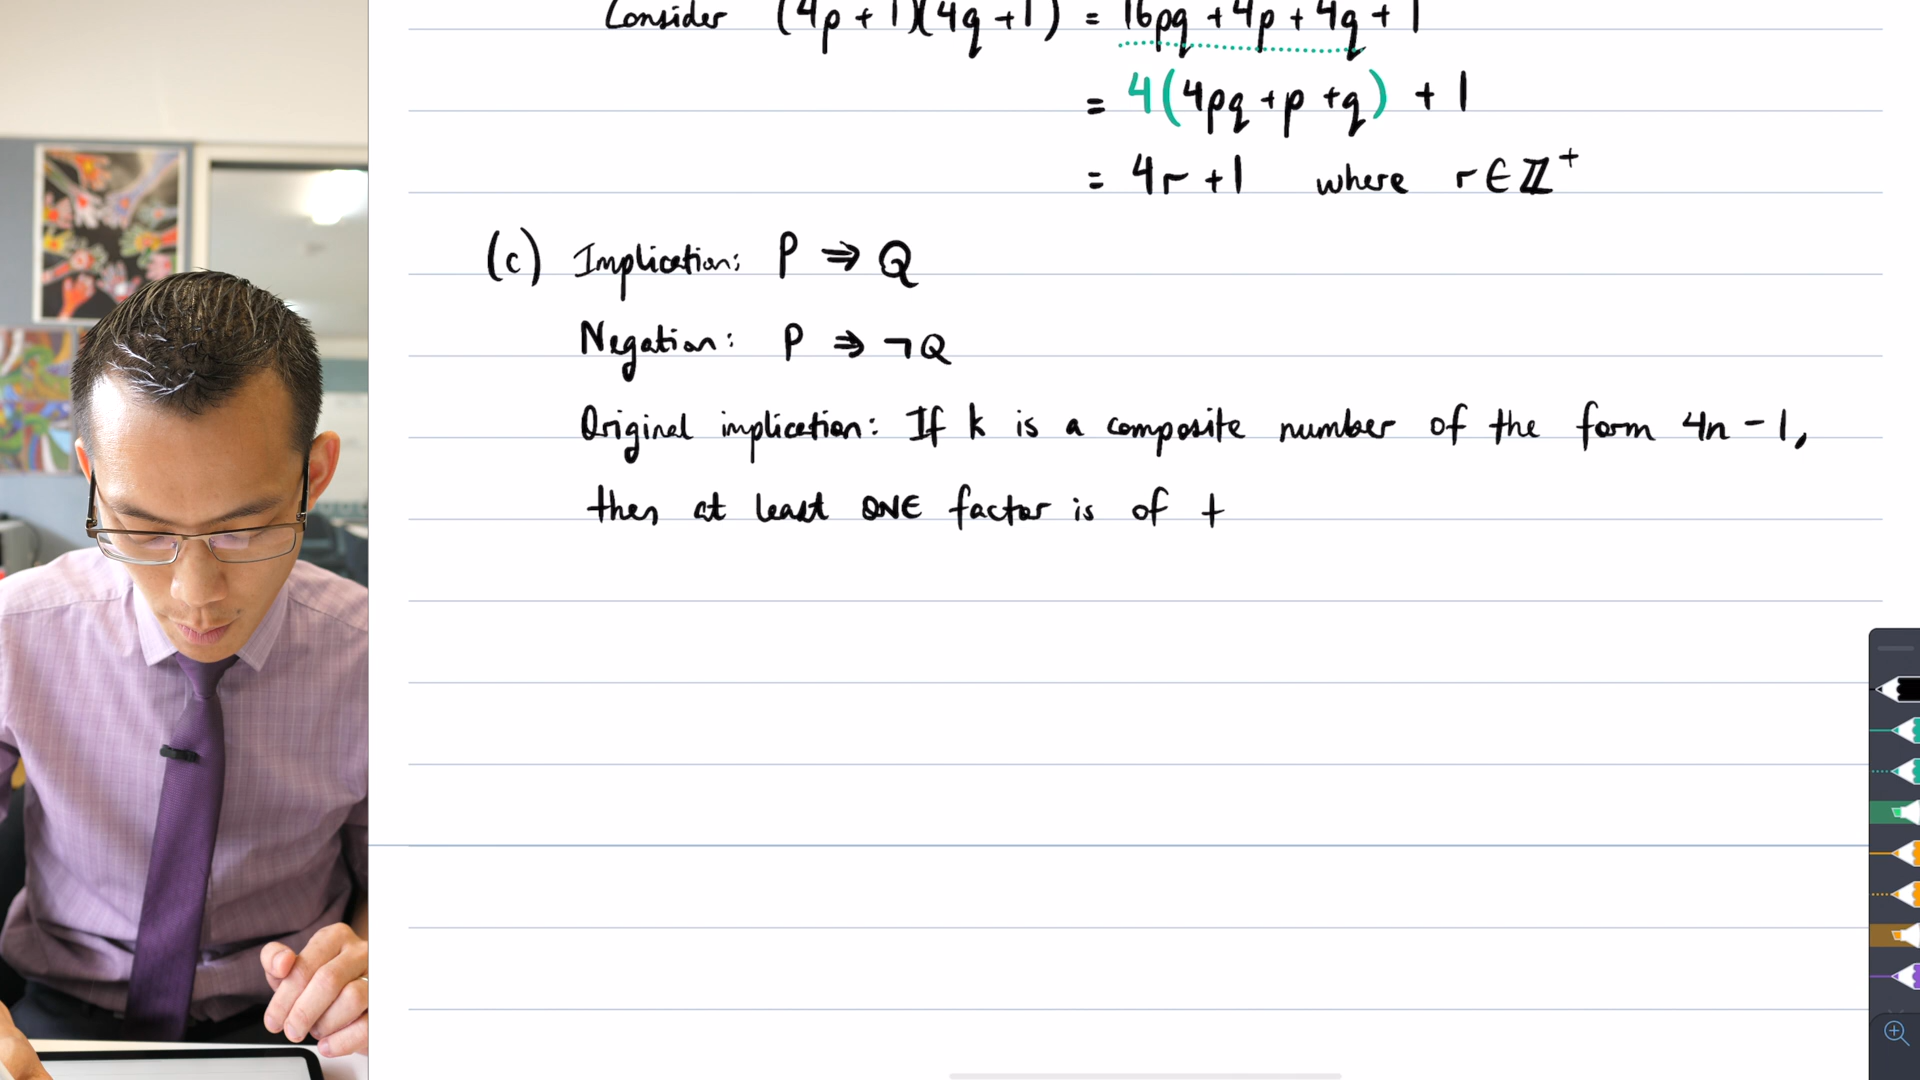 Consider (4p+1)(4q+1) = 16pq+4p+4q+1
= 4(4pq+p+q) + 1
= 4r+1 where r∈ℤ⁺
(c) Implication: P ⇒ Q
Negation: P ⇒ ¬Q
Original implication: If k is a composite number of the form 4n-1,
then at least ONE factor is of t